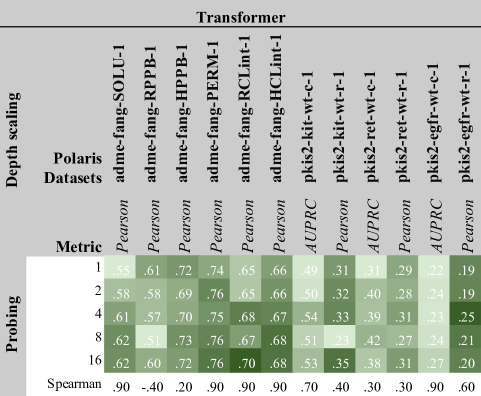 Transformer
Depth scaling
Polaris
Datasets
adme-fang-SOLU-1
adme-fang-RPPB-1
adme-fang-HPPB-1
adme-fang-PERM-1
adme-fang-RCLint-1
adme-fang-HCLint-1
pkis2-kit-wt-c-1
pkis2-kit-wt-r-1
pkis2-ret-wt-c-1
pkis2-ret-wt-r-1
pkis2-egfr-wt-c-1
pkis2-egfr-wt-r-1
Metric Pearson Pearson Pearson Pearson Pearson Pearson AUPRC Pearson AUPRC Pearson AUPRC Pearson
Probing
1 .55 .61 .72 .74 .65 .66 .49 .31 .31 .29 .22 .19
2 .58 .58 .69 .76 .65 .66 .50 .32 .40 .28 .24 .19
4 .61 .57 .70 .75 .68 .67 .54 .33 .39 .31 .23 .25
8 .62 .51 .73 .76 .67 .68 .51 .23 .42 .27 .24 .21
16 .62 .60 .72 .76 .70 .68 .53 .35 .38 .31 .27 .20
Spearman .90 -.40 .20 .90 .90 .90 .70 .40 .30 .30 .90 .60